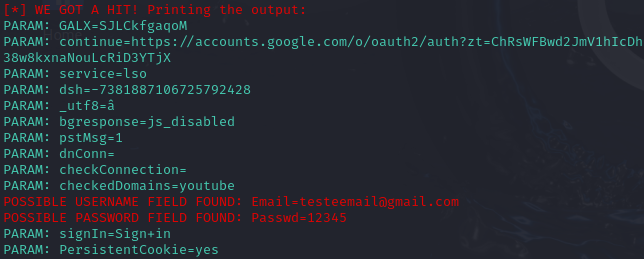 [*] WE GOT A HIT! Printing the output:
PARAM: GALX=SJLCkfgaqoM
PARAM: continue=https://accounts.google.com/o/oauth2/auth?zt=ChRsWFBwd2JmV1hIcDh
38w8kxnaNouLcRiD3YTjX
PARAM: service=lso
PARAM: dsh=-7381887106725792428
PARAM: _utf8=â
PARAM: bgresponse=js_disabled
PARAM: pstMsg=1
PARAM: dnConn=
PARAM: checkConnection=
PARAM: checkedDomains=youtube
POSSIBLE USERNAME FIELD FOUND: Email=testeemail@gmail.com
POSSIBLE PASSWORD FIELD FOUND: Passwd=12345
PARAM: signIn=Sign+in
PARAM: PersistentCookie=yes